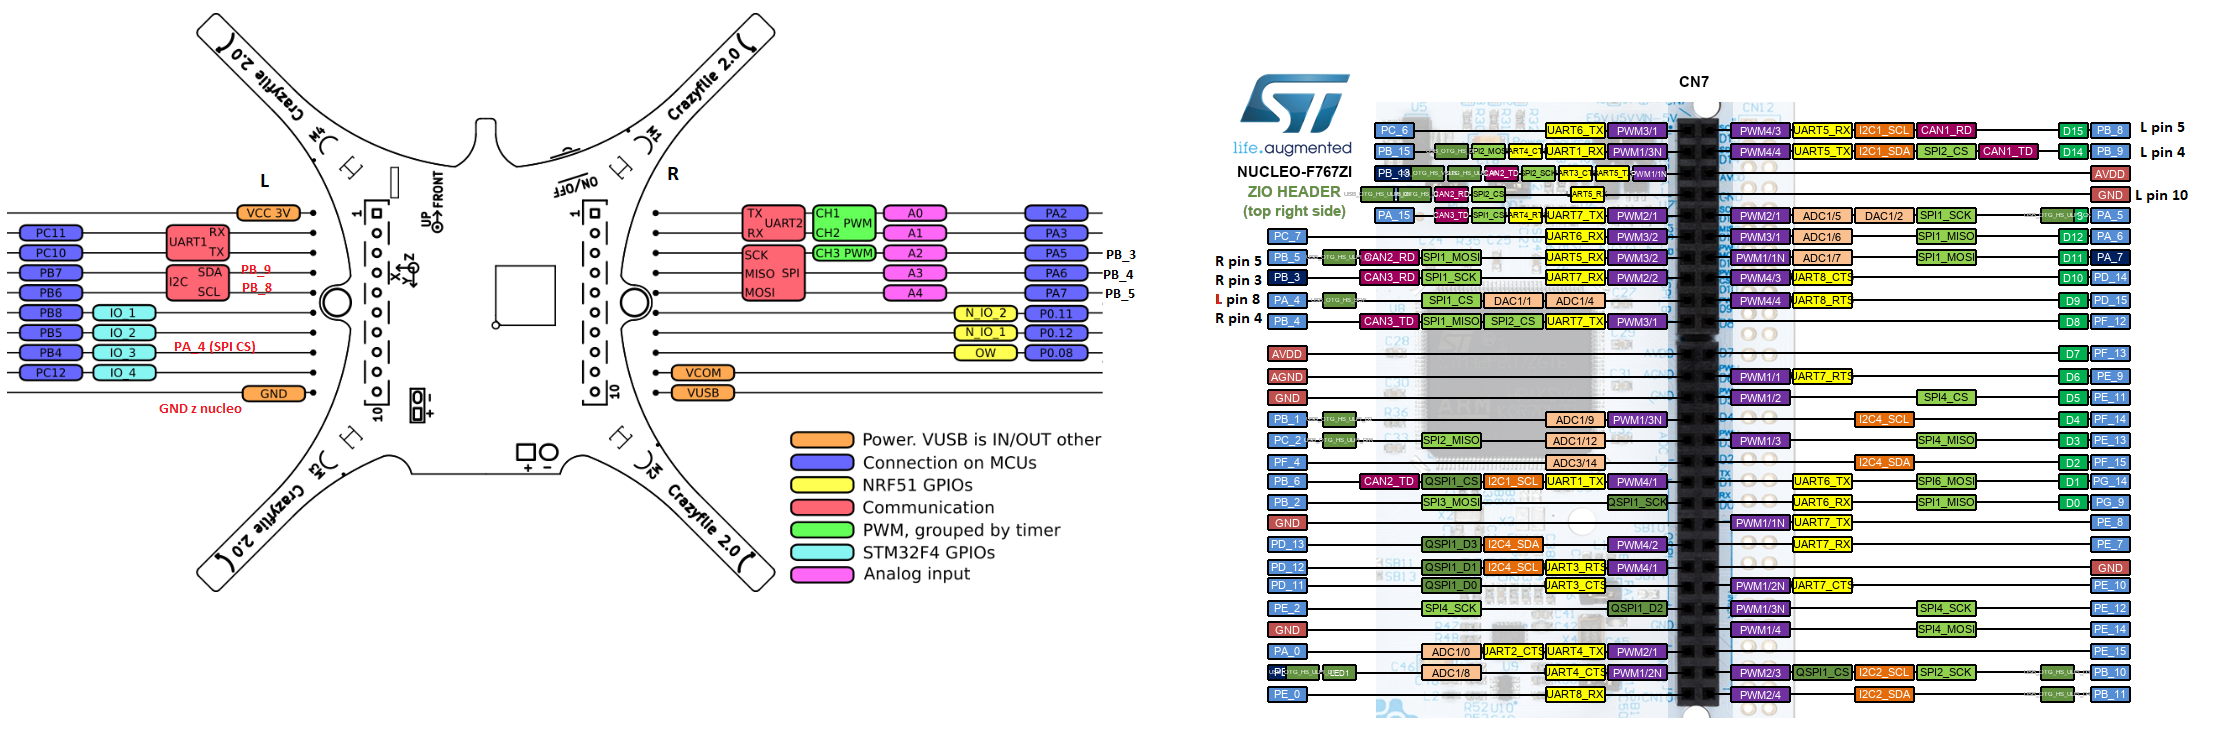 Crazyflie 2.0
Crazyflie 2.0
M4
M1
L
R
UP
FRONT
ON/OFF
VCC 3V
1
1
TX
RX
UART2
CH1
CH2
PWM
A0
A1
PA2
PA3
PC11
PC10
UART1
RX
TX
SCK
MISO SPI
MOSI
CH3 PWM
A2
A3
A4
PA5
PA6
PA7
PB_3
PB_4
PB_5
PB7
PB6
I2C
SDA
SCL
PB_9
PB_8
X
Y
Z
PB8
IO_1
N_IO_2
P0.11
PB5
IO_2
N_IO_1
P0.12
PB4
IO_3
PA_4 (SPI CS)
OW
P0.08
PC12
IO_4
VCOM
GND
VUSB
GND z nucleo
10
10
- +
+ -
M3
M2
Crazyflie 2.0
Crazyflie 2.0
Power. VUSB is IN/OUT other
Connection on MCUs
NRF51 GPIOs
Communication
PWM, grouped by timer
STM32F4 GPIOs
Analog input
CN7
ST
life.augmented
NUCLEO-F767ZI
ZIO HEADER
(top right side)
PC_6 UART6_TX PWM3/1 PWM4/3 UART5_RX I2C1_SCL CAN1_RD D15 PB_8 L pin 5
PB_15 UART1_RX PWM1/3N PWM4/4 UART5_TX I2C1_SDA SPI2_CS CAN1_TD D14 PB_9 L pin 4
CAN2_TD PWM1/1N AVDD
CAN2_RD SPI2_CS GND L pin 10
PA_15 CAN3_TD SPI1_CS UART7_TX PWM2/1 PWM2/1 ADC1/5 DAC1/2 SPI1_SCK PA_5
PC_7 UART6_RX PWM3/2 PWM3/1 ADC1/6 SPI1_MISO D12 PA_6
R pin 5 PB_5 CAN2_RD SPI1_MOSI UART5_RX PWM3/2 PWM1/1N ADC1/7 SPI1_MOSI D11 PA_7
R pin 3 PB_3 CAN3_RD SPI1_SCK UART7_RX PWM2/2 PWM4/3 UART8_CTS D10 PD_14
L pin 8 PA_4 SPI1_CS DAC1/1 ADC1/4 PWM4/4 UART8_RTS D9 PD_15
R pin 4 PB_4 CAN3_TD SPI1_MISO SPI2_CS UART7_TX PWM3/1 D8 PF_12
AVDD D7 PF_13
AGND PWM1/1 UART7_RTS D6 PE_9
GND PWM1/2 SPI4_CS D5 PE_11
PB_1 ADC1/9 PWM1/3N I2C4_SCL D4 PF_14
PC_2 SPI2_MISO ADC1/12 PWM1/3 SPI4_MISO D3 PE_13
PF_4 ADC3/14 I2C4_SDA D2 PF_15
PB_6 CAN2_TD QSPI1_CS I2C1_SCL UART1_TX PWM4/1 UART6_TX SPI6_MOSI D1 PG_14
PB_2 SPI3_MOSI QSPI1_SCK UART6_RX SPI1_MISO D0 PG_9
GND PWM1/1N UART7_TX PE_8
PD_13 QSPI1_D3 I2C4_SDA PWM4/2 UART7_RX PE_7
PD_12 QSPI1_D1 I2C4_SCL UART3_RTS PWM4/1 GND
PD_11 QSPI1_D0 UART3_CTS PWM1/2N UART7_CTS PE_10
PE_2 SPI4_SCK QSPI1_D2 PWM1/3N SPI4_SCK PE_12
GND PWM1/4 SPI4_MOSI PE_14
PA_0 ADC1/0 UART2_CTS UART4_TX PWM2/1 PE_15
LED1 ADC1/8 UART4_CTS PWM1/2N PWM2/3 QSPI1_CS I2C2_SCL SPI2_SCK PB_10
PE_0 UART8_RX PWM2/4 I2C2_SDA PB_11